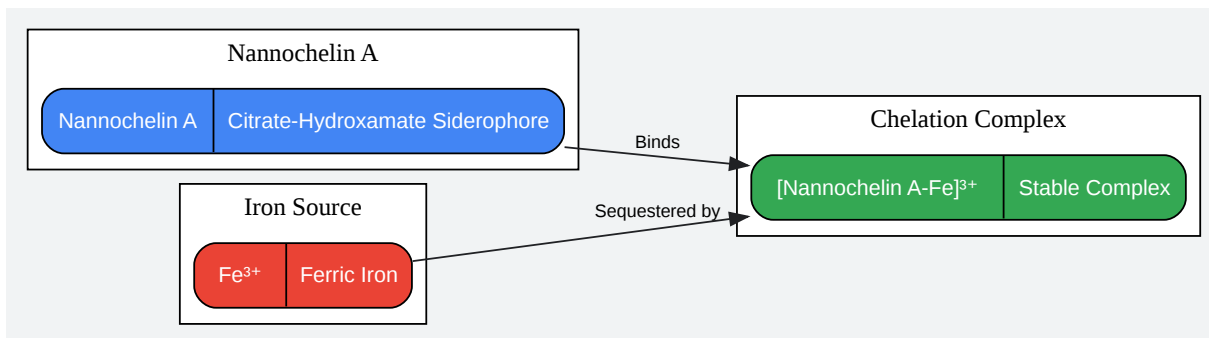 Nannochelin A
Nannochelin A
Citrate-Hydroxamate Siderophore
Binds
Iron Source
Fe³⁺
Ferric Iron
Sequestered by
Chelation Complex
[Nannochelin A-Fe]³⁺
Stable Complex